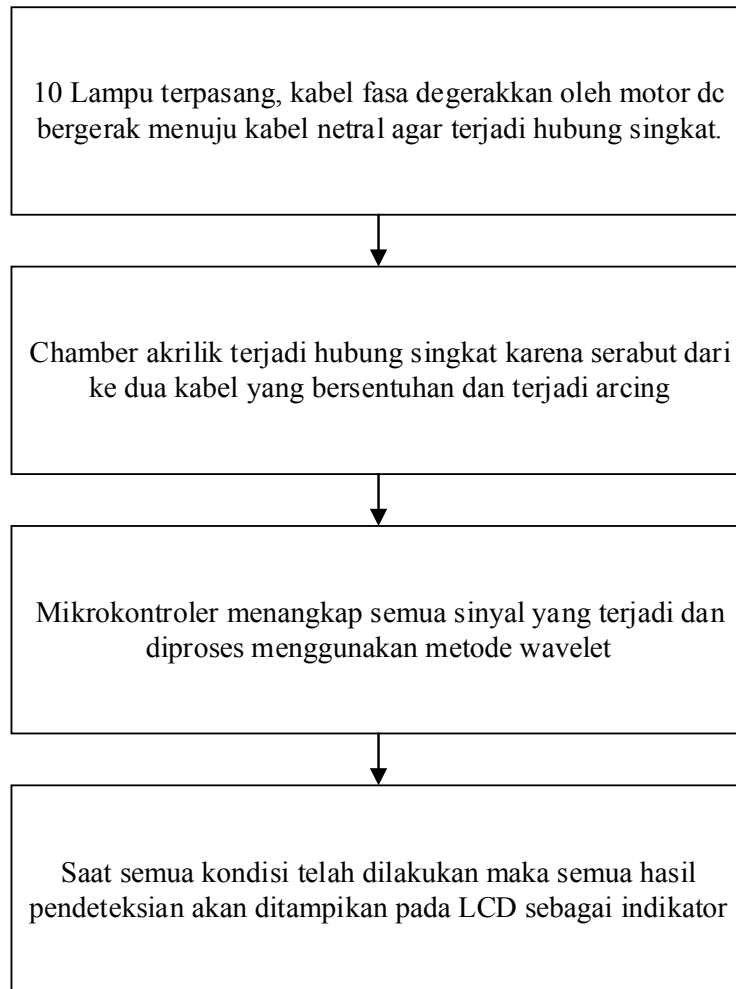 10 Lampu terpasang, kabel fasa degerakkan oleh motor dc
bergerak menuju kabel netral agar terjadi hubung singkat.
Chamber akrilik terjadi hubung singkat karena serabut dari
ke dua kabel yang bersentuhan dan terjadi arcing
Mikrokontroler menangkap semua sinyal yang terjadi dan
diproses menggunakan metode wavelet
Saat semua kondisi telah dilakukan maka semua hasil
pendeteksian akan ditampikan pada LCD sebagai indikator